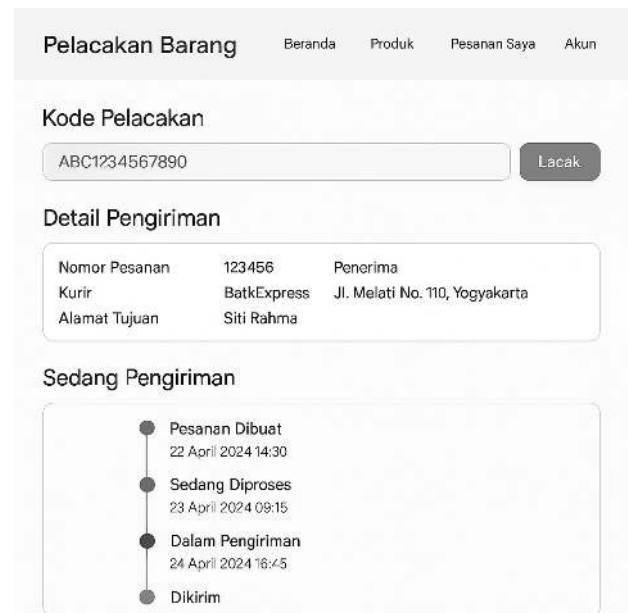 Pelacakan Barang Beranda Produk Pesanan Saya Akun
Kode Pelacakan
ABC1234567890 Lacak
Detail Pengiriman
Nomor Pesanan 123456 Penerima
Kurir BatkExpress Jl. Melati No. 110, Yogyakarta
Alamat Tujuan Siti Rahma
Sedang Pengiriman
Pesanan Dibuat
22 April 2024 14:30
Sedang Diproses
23 April 2024 09:15
Dalam Pengiriman
24 April 2024 16:45
Dikirim